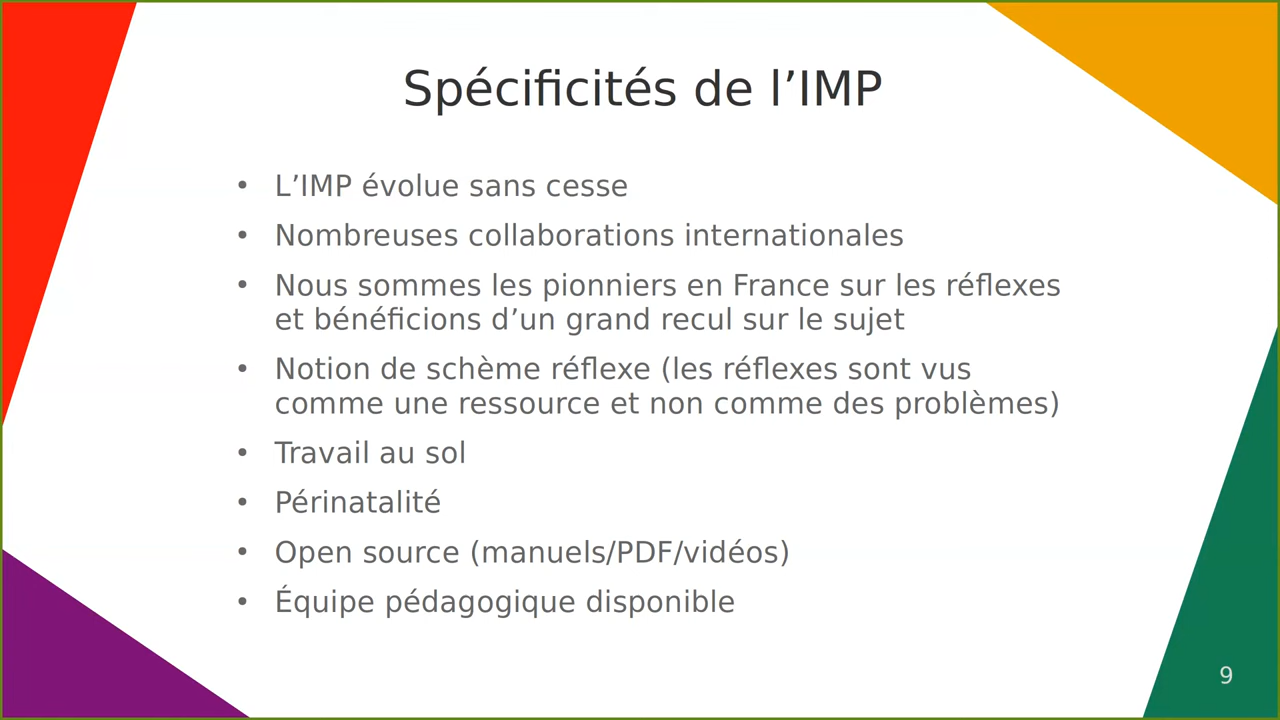 Spécificités de l’IMP
• L’IMP évolue sans cesse
• Nombreuses collaborations internationales
• Nous sommes les pionniers en France sur les réflexes
et bénéficions d’un grand recul sur le sujet
• Notion de schème réflexe (les réflexes sont vus
comme une ressource et non comme des problèmes)
• Travail au sol
• Périnatalité
• Open source (manuels/PDF/vidéos)
• Équipe pédagogique disponible
9